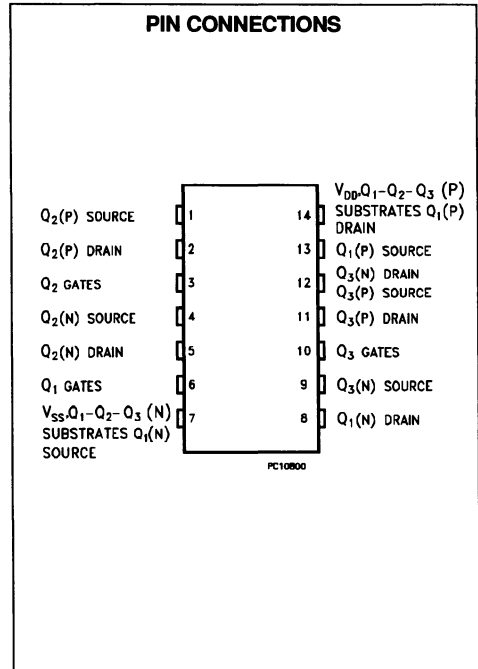 PIN CONNECTIONS
Q2(P) SOURCE
Q2(P) DRAIN
Q2 GATES
Q2(N) SOURCE
Q2(N) DRAIN
Q1 GATES
VSS,Q1-Q2-Q3 (N)
SUBSTRATES Q1(N)
SOURCE
1
2
3
4
5
6
7
14
13
12
11
10
9
8
VDD,Q1-Q2-Q3 (P)
SUBSTRATES Q1(P)
DRAIN
Q1(P) SOURCE
Q3(N) DRAIN
Q3(P) SOURCE
Q3(P) DRAIN
Q3 GATES
Q3(N) SOURCE
Q1(N) DRAIN
PC10800